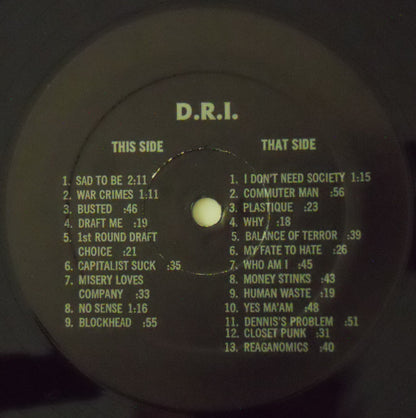 D.R.I.
THIS SIDE
1. SAD TO BE 2:11
2. WAR CRIMES 1:11
3. BUSTED :46
4. DRAFT ME :19
5. 1st ROUND DRAFT
CHOICE :21
6. CAPITALIST SUCK :35
7. MISERY LOVES
COMPANY :33
8. NO SENSE 1:16
9. BLOCKHEAD :55
THAT SIDE
1. I DON'T NEED SOCIETY 1:15
2. COMMUTER MAN :56
3. PLASTIQUE :23
4. WHY :18
5. BALANCE OF TERROR :39
6. MY FATE TO HATE :26
7. WHO AM I :45
8. MONEY STINKS :43
9. HUMAN WASTE :19
10. YES MA'AM :48
11. DENNIS'S PROBLEM :51
12. CLOSET PUNK :31
13. REAGANOMICS :40